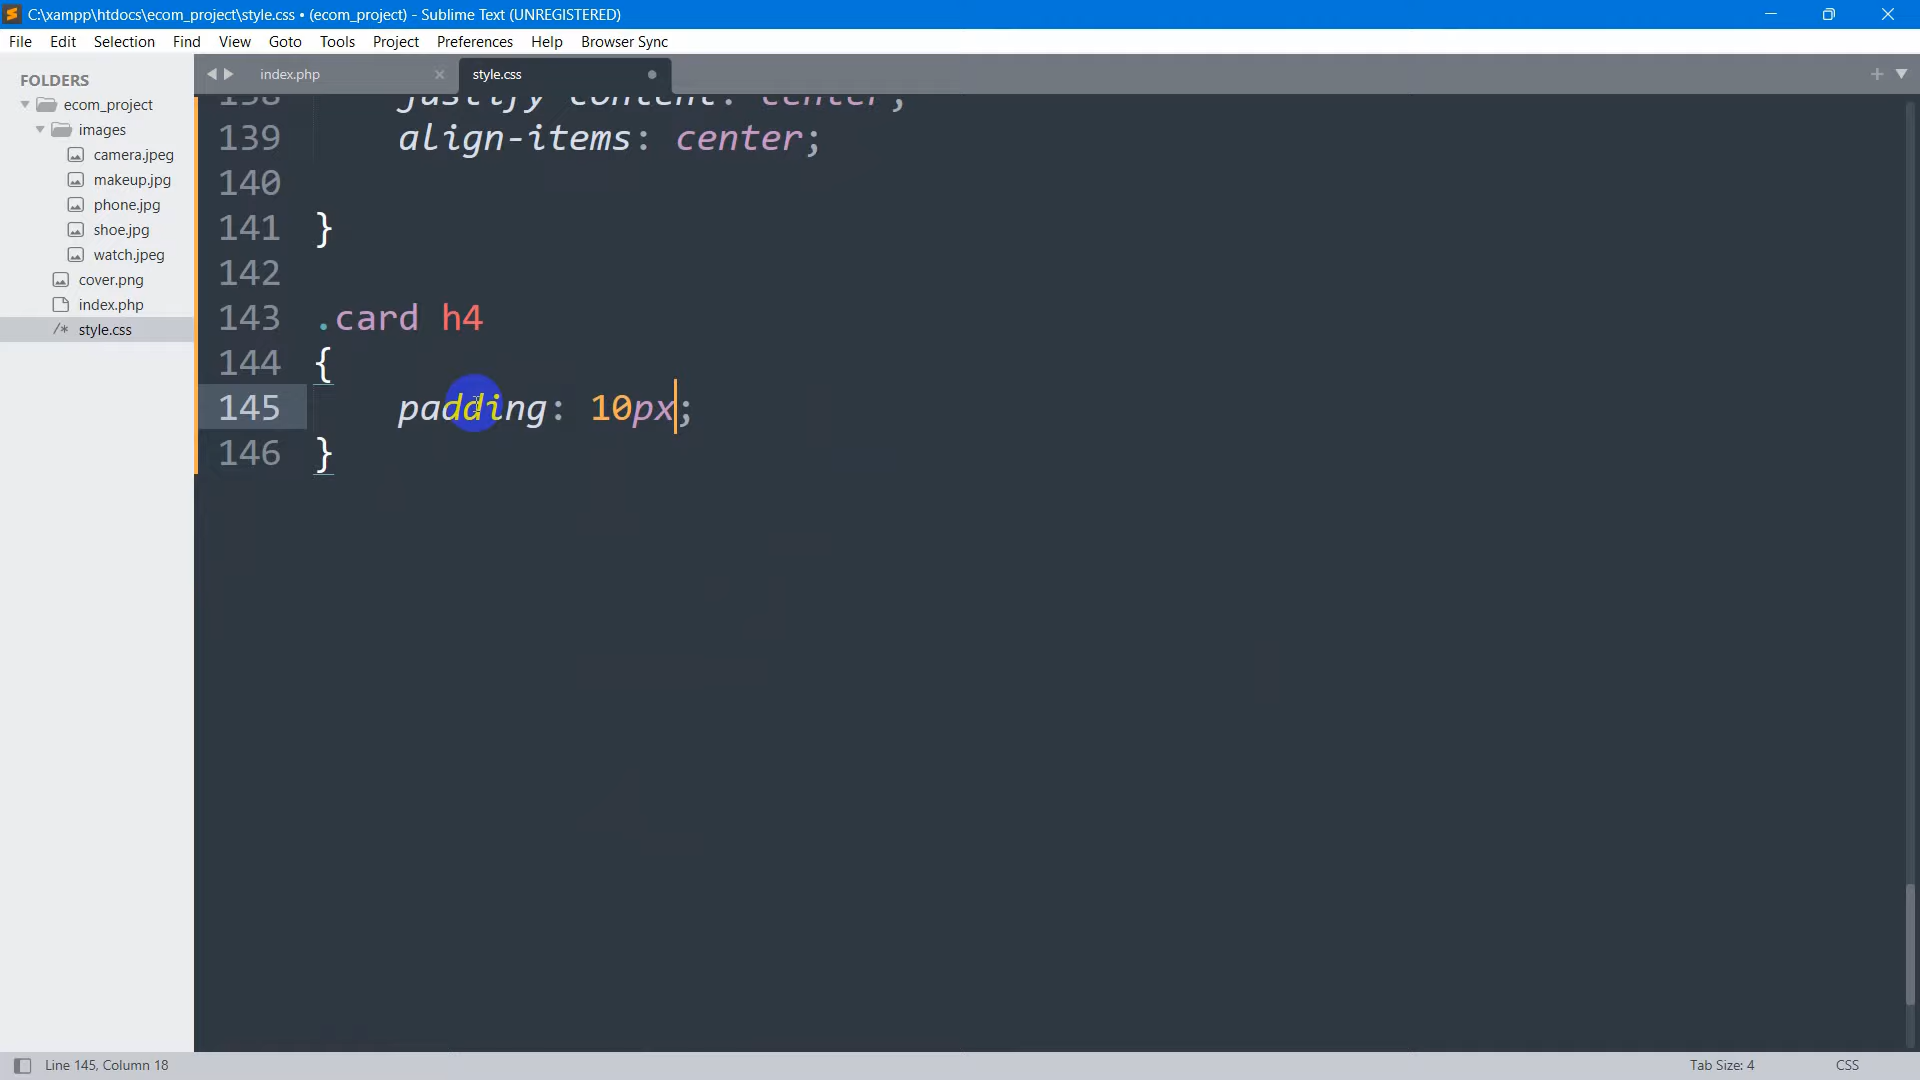 C:\xampp\htdocs\ecom_project\style.css • (ecom_project) - Sublime Text (UNREGISTERED)
File Edit Selection Find View Goto Tools Project Preferences Help Browser Sync
FOLDERS
ecom_project
images
camera.jpeg
makeup.jpg
phone.jpg
shoe.jpg
watch.jpeg
cover.png
index.php
/* style.css
index.php style.css
138 justify-content: center;
139 align-items: center;
140
141 }
142
143 .card h4
144 {
145 padding: 10px;
146 }
Line 145, Column 18 Tab Size: 4 CSS